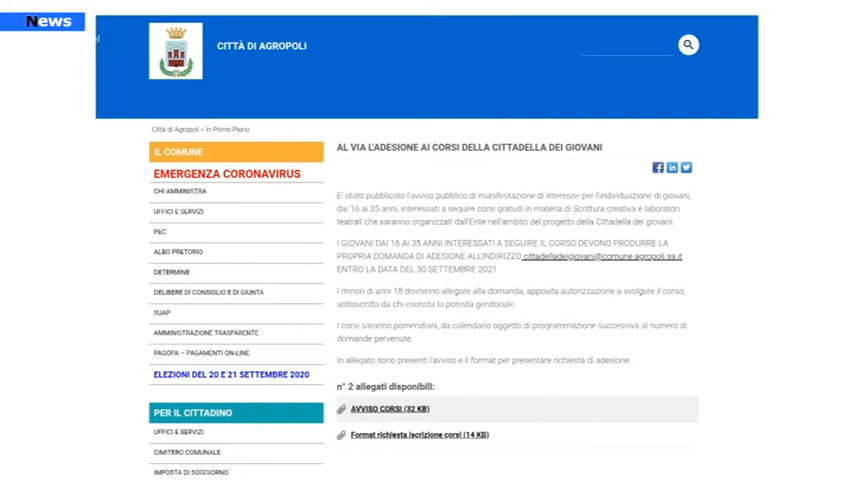 News
el
CITTÀ DI AGROPOLI
Città di Agropoli > In Primo Piano
IL COMUNE
EMERGENZA CORONAVIRUS
CHI AMMINISTRA
UFFICI E SERVIZI
PEC
ALBO PRETORIO
DETERMINE
DELIBERE DI CONSIGLIO E DI GIUNTA
SUAP
AMMINISTRAZIONE TRASPARENTE
PAGOPA – PAGAMENTI ON-LINE
ELEZIONI DEL 20 E 21 SETTEMBRE 2020
PER IL CITTADINO
UFFICI E SERVIZI
CIMITERO COMUNALE
IMPOSTA DI SOGGIORNO
AL VIA L'ADESIONE AI CORSI DELLA CITTADELLA DEI GIOVANI
E' stato pubblicato l'avviso pubblico di manifestazione di interesse per l'individuazione di giovani,
dai 16 ai 35 anni, interessati a seguire corsi gratuiti in materia di Scrittura creativa e laboratori
teatrali che saranno organizzati dall'Ente nell'ambito del progetto della Cittadella dei giovani.
I GIOVANI DAI 16 AI 35 ANNI INTERESSATI A SEGUIRE IL CORSO DEVONO PRODURRE LA
PROPRIA DOMANDA DI ADESIONE ALL'INDIRIZZO cittadelladeigiovani@comune.agropoli.sa.it
ENTRO LA DATA DEL 30 SETTEMBRE 2021
I minori di anni 18 dovranno allegare alla domanda, apposita autorizzazione a svolgere il corso,
sottoscritta da chi esercita la potestà genitoriale
I corsi saranno pomeridiani, da calendario oggetto di programmazione successiva al numero di
domande pervenute.
In allegato sono presenti l'avviso e il format per presentare richiesta di adesione.
n° 2 allegati disponibili:
AVVISO CORSI (32 KB)
Format richiesta iscrizione corsi (14 KB)